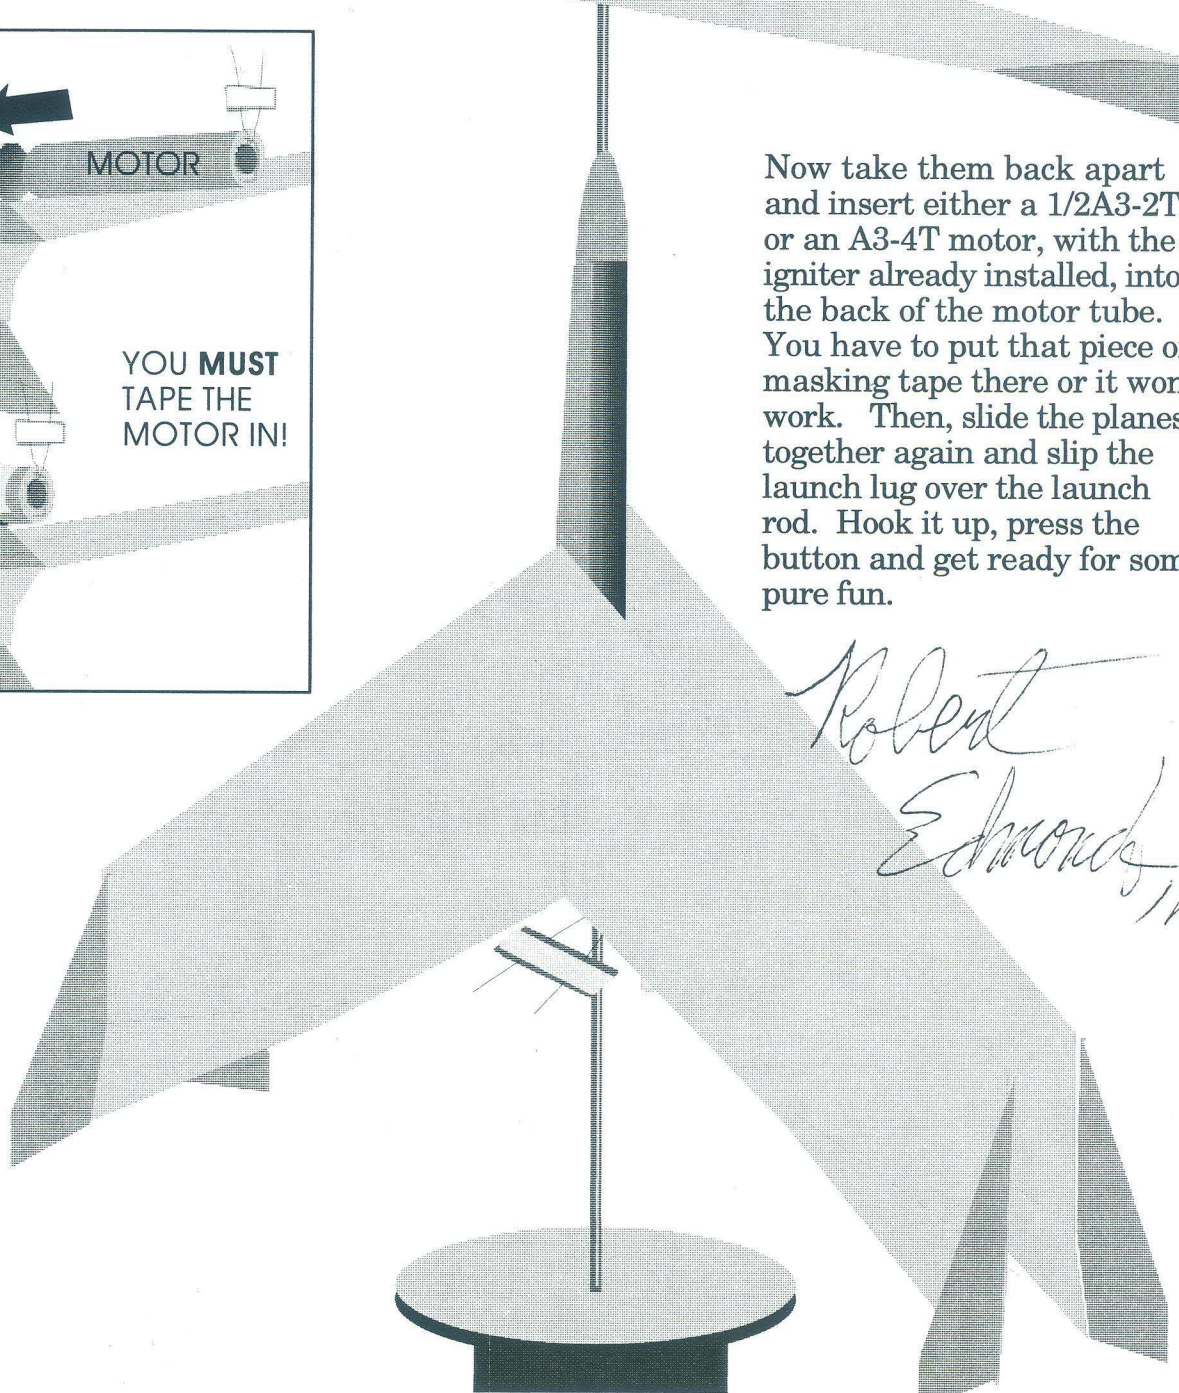 MOTOR
YOU MUST
TAPE THE
MOTOR IN!
Now take them back apart
and insert either a 1/2A3-2T
or an A3-4T motor, with the
igniter already installed, into
the back of the motor tube.
You have to put that piece
masking tape there or it
work. Then, slide the planes
together again and slip the
launch lug over the launch
rod. Hook it up, press the
button and get ready for
pure fun.
Robert
Edmonds,